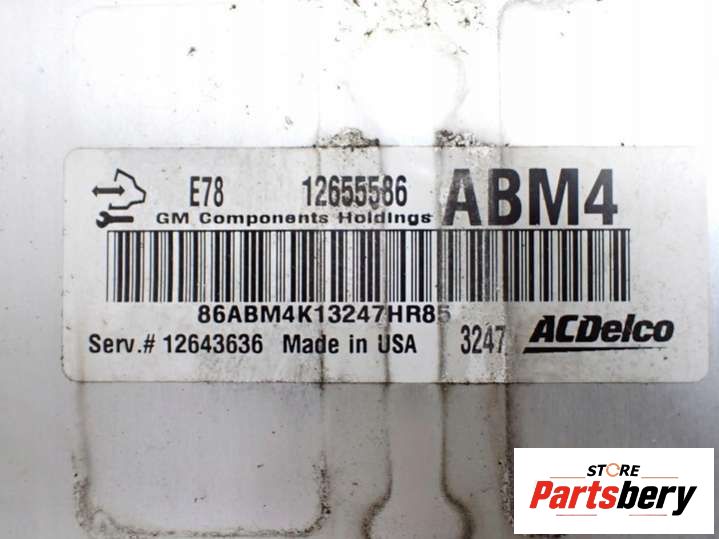 E78 12655586 ABM4
GM Components Holdings
86ABM4K13247HR85
Serv.# 12643636 Made in USA 3247 ACDelco
STORE
Partsbery